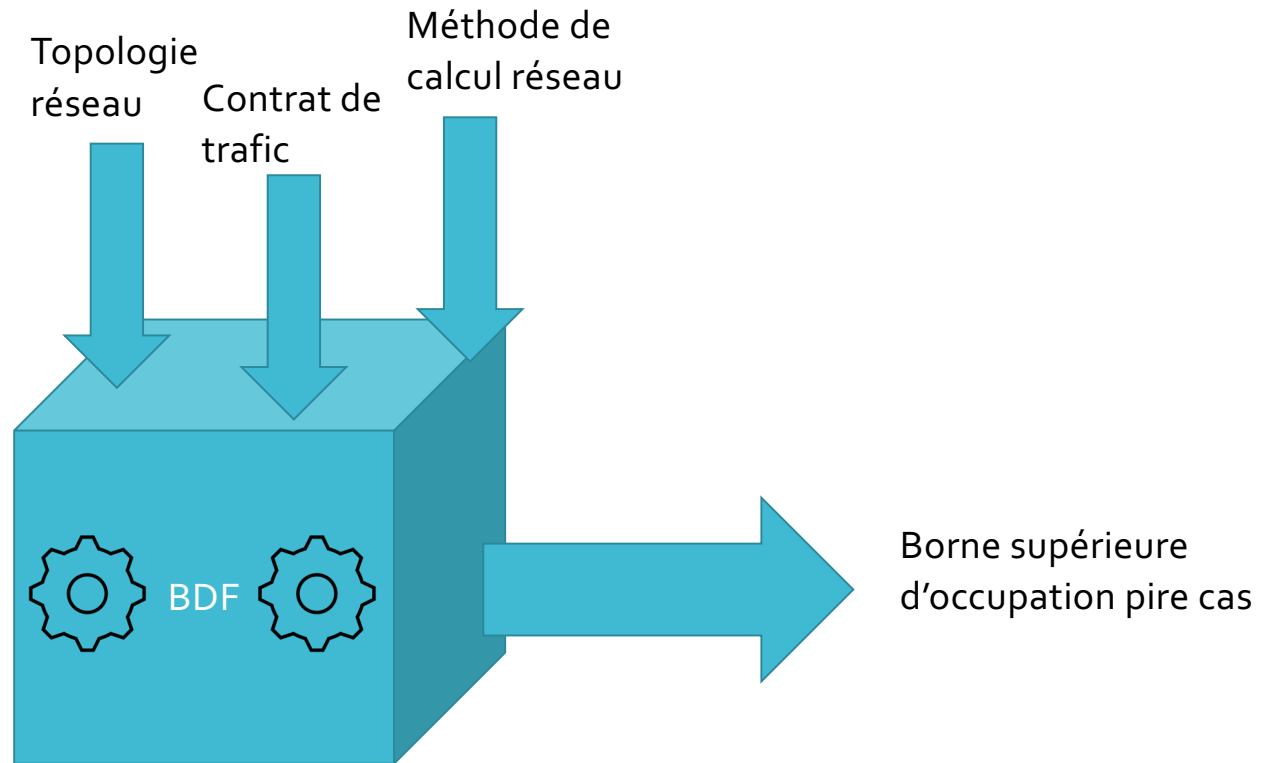 Topologie
réseau
Contrat de
trafic
Méthode de
calcul réseau
BDF
Borne supérieure
d'occupation pire cas